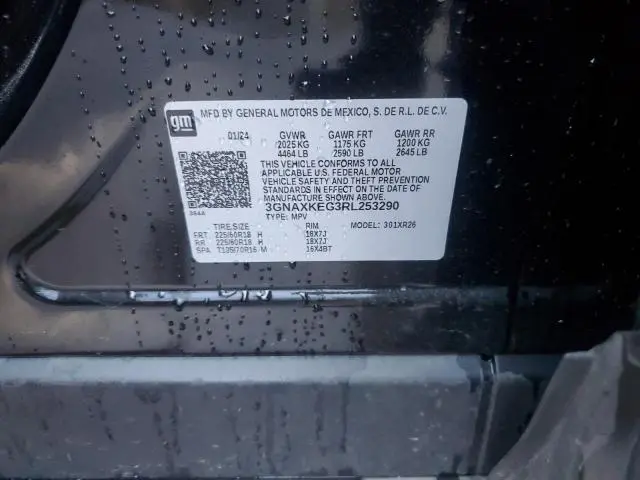 gm
MFD BY GENERAL MOTORS DE MEXICO, S. DE R.L. DE C.V.
01/24 GVWR GAWR FRT GAWR RR
2025 KG 1175 KG 1200 KG
4464 LB 2590 LB 2645 LB
THIS VEHICLE CONFORMS TO ALL
APPLICABLE U.S. FEDERAL MOTOR
VEHICLE SAFETY AND THEFT PREVENTION
STANDARDS IN EFFECT ON THE DATE OF
MANUFACTURE SHOWN ABOVE.
3GNAXKEG3RL253290
TYPE: MPV MODEL: 301XR26
TIRE SIZE RIM
FRT 225/60R18 H 18X7J
RR 225/60R18 H 18X7J
SPA T135/70R16 M 16X4BT